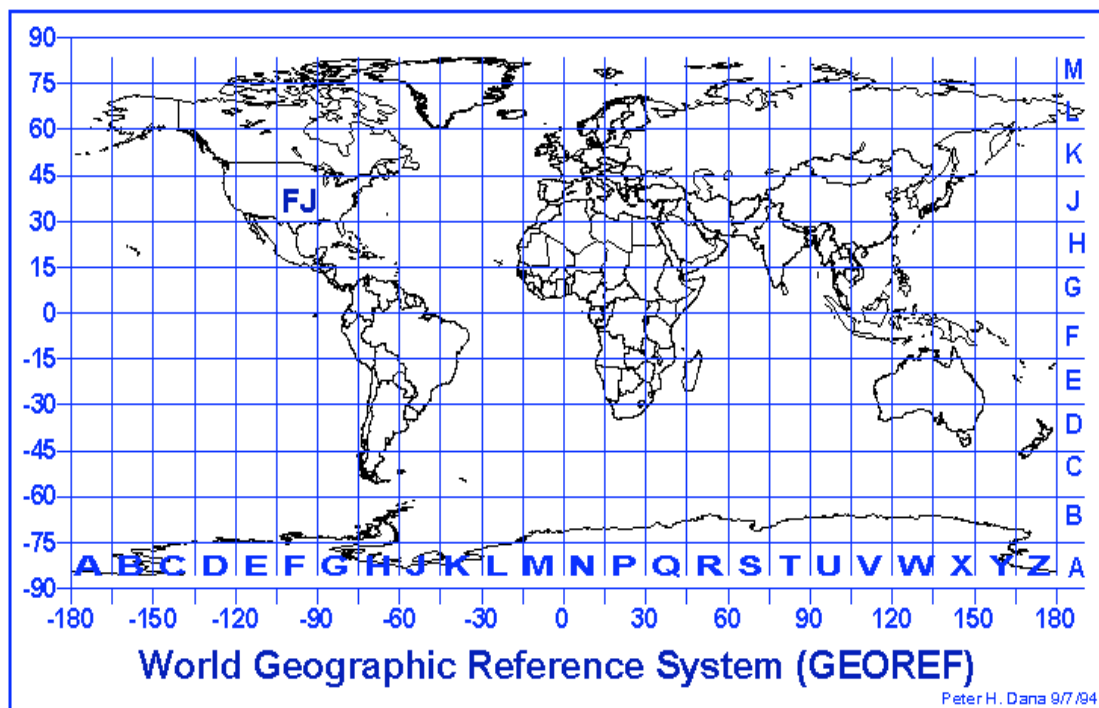 90
M
75
L
60
K
45
FJ
J
30
H
15
G
0
F
-15
E
-30
D
-45
C
-60
B
-75
A B C D E F G H J K L M N P Q R S T U V W X Y Z A
-90
-180 -150 -120 -90 -60 -30 0 30 60 90 120 150 180
World Geographic Reference System (GEOREF)
Peter H. Dana 9/7/94